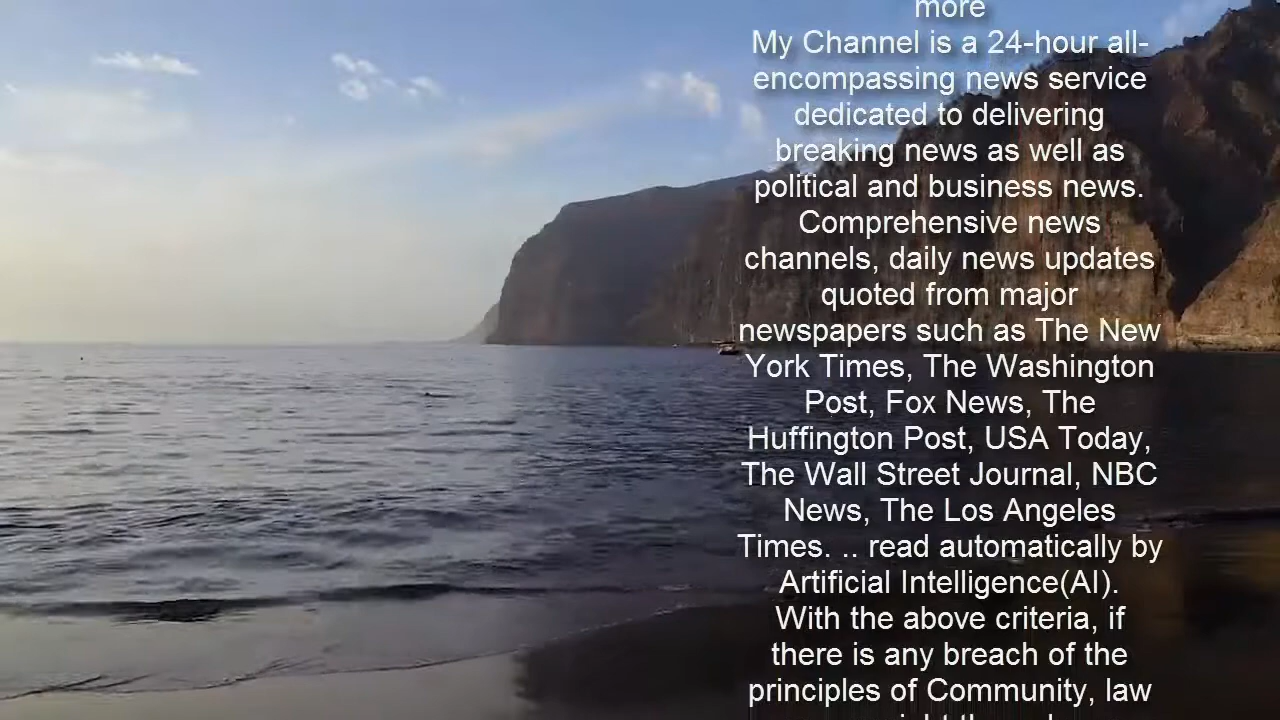 more
My Channel is a 24-hour all-
encompassing news service
dedicated to delivering
breaking news as well as
political and business news.
Comprehensive news
channels, daily news updates
quoted from major
newspapers such as The New
York Times, The Washington
Post, Fox News, The
Huffington Post, USA Today,
The Wall Street Journal, NBC
News, The Los Angeles
Times. .. read automatically by
Artificial Intelligence(AI).
With the above criteria, if
there is any breach of the
principles of Community, law